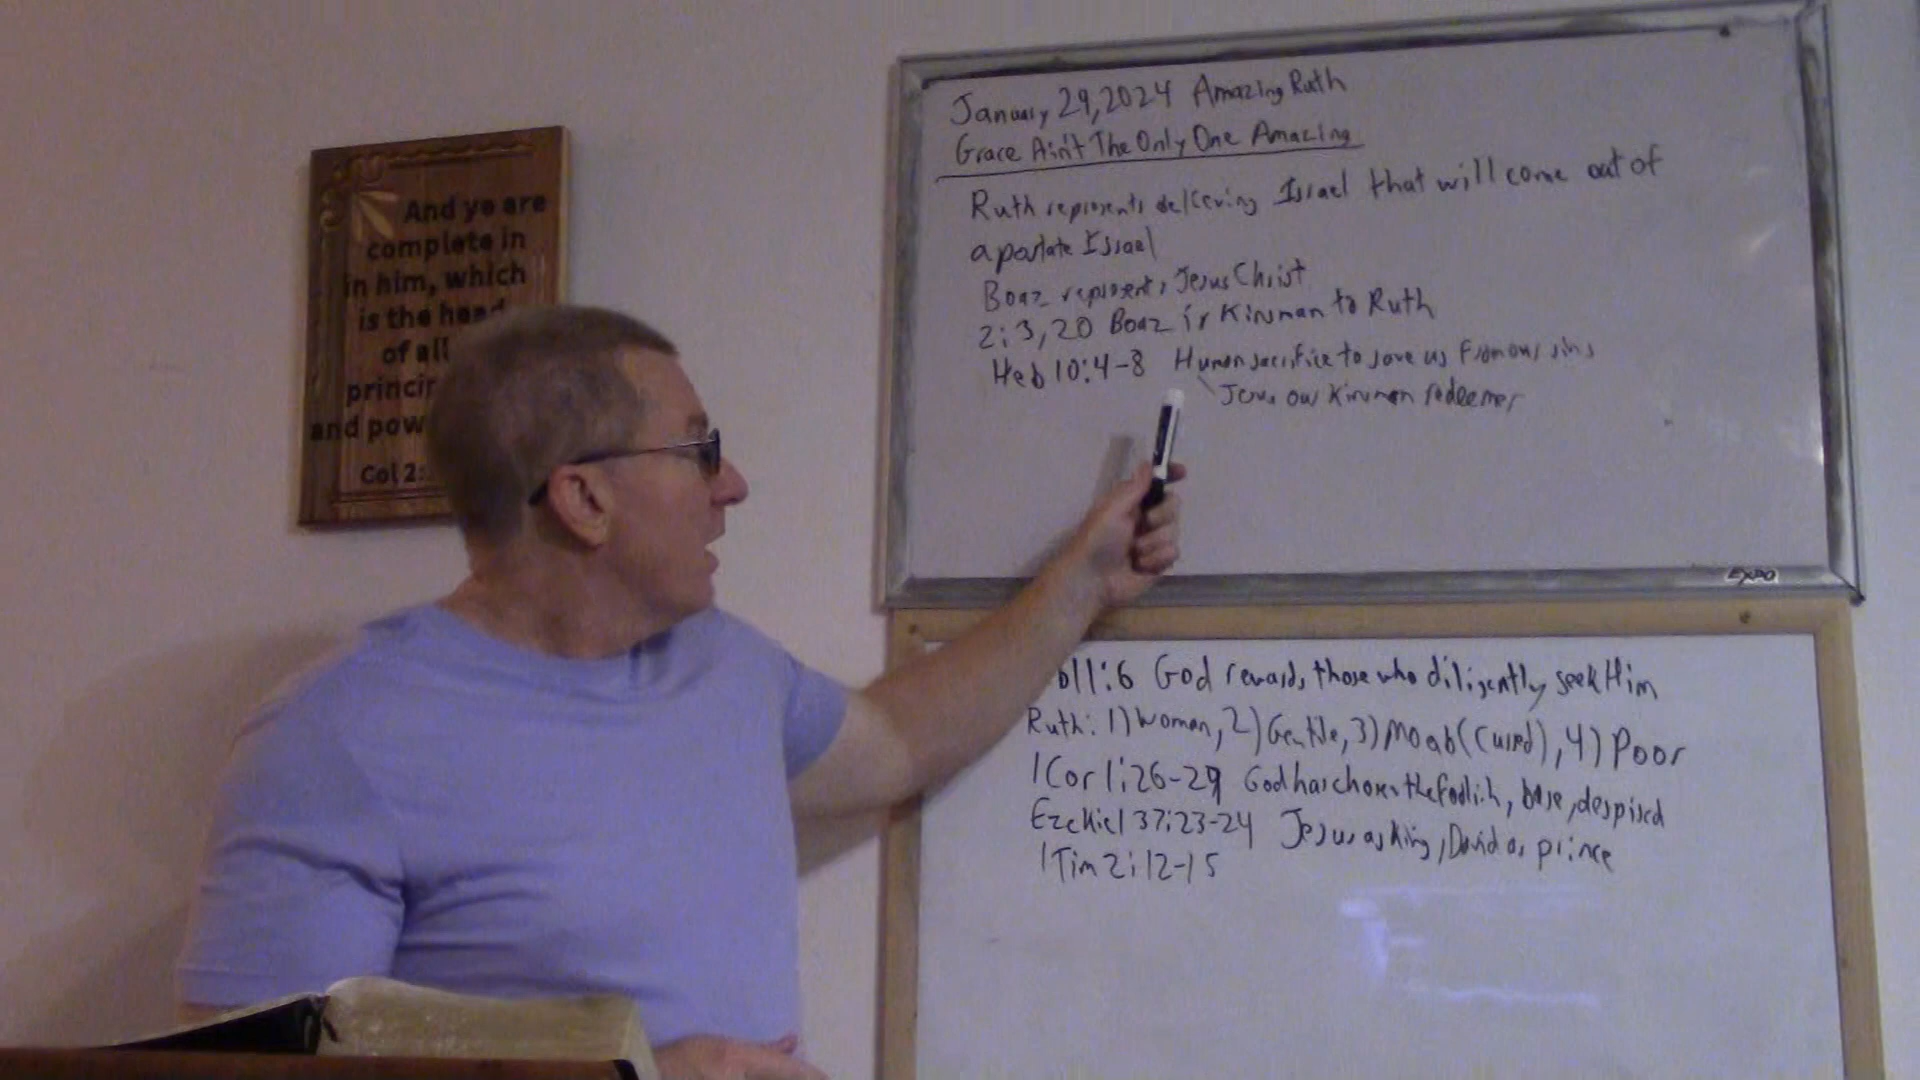 And ye are
complete in
in him, which
is the head
of all
princi
and pow
Col 2:
January 29, 2024 Amazing Ruth
Grace Ain't The Only One Amazing
Ruth represents believing Israel that will come out of
apostate Israel
Boaz represents Jesus Christ
2:3,20 Boaz is Kinsman to Ruth
Heb 10:4-8 Human sacrifice to save us from our sins
Jesus our Kinsman redeemer
EXPO
b 11:6 God rewards those who diligently seek Him
Ruth: 1) Woman, 2) Gentile, 3) Moab (Cursed), 4) Poor
1 Cor 1:26-29 God has chosen the foolish, base, despised
Ezekiel 37:23-24 Jesus as King, David as prince
1 Tim 2:12-15